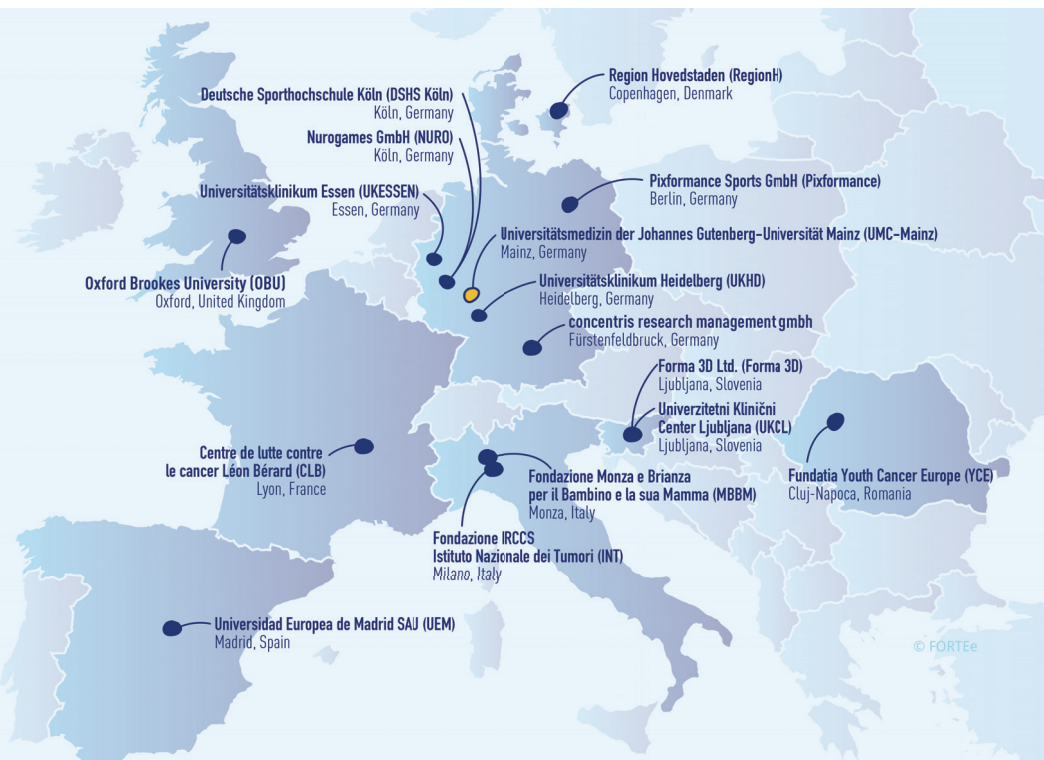 Region Hovedstaden (RegionH)
Copenhagen, Denmark
Deutsche Sporthochschule Köln (DSHS Köln)
Köln, Germany
Nurogames GmbH (NURO)
Köln, Germany
Universitätsklinikum Essen (UKESSEN)
Essen, Germany
Pixformance Sports GmbH (Pixformance)
Berlin, Germany
Universitätsmedizin der Johannes Gutenberg-Universität Mainz (UMC-Mainz)
Mainz, Germany
Oxford Brookes University (OBU)
Oxford, United Kingdom
Universitätsklinikum Heidelberg (UKHD)
Heidelberg, Germany
concentris research management gmbh
Fürstenfeldbruck, Germany
Forma 3D Ltd. (Forma 3D)
Ljubljana, Slovenia
Univerzitetni Klinični
Center Ljubljana (UKCL)
Ljubljana, Slovenia
Centre de lutte contre
le cancer Léon Bérard (CLB)
Lyon, France
Fondazione Monza e Brianza
per il Bambino e la sua Mamma (MBBM)
Monza, Italy
Fundatia Youth Cancer Europe (YCE)
Cluj-Napoca, Romania
Fondazione IRCCS
Istituto Nazionale dei Tumori (INT)
Milano, Italy
Universidad Europea de Madrid SAU (UEM)
Madrid, Spain
© FORTEe